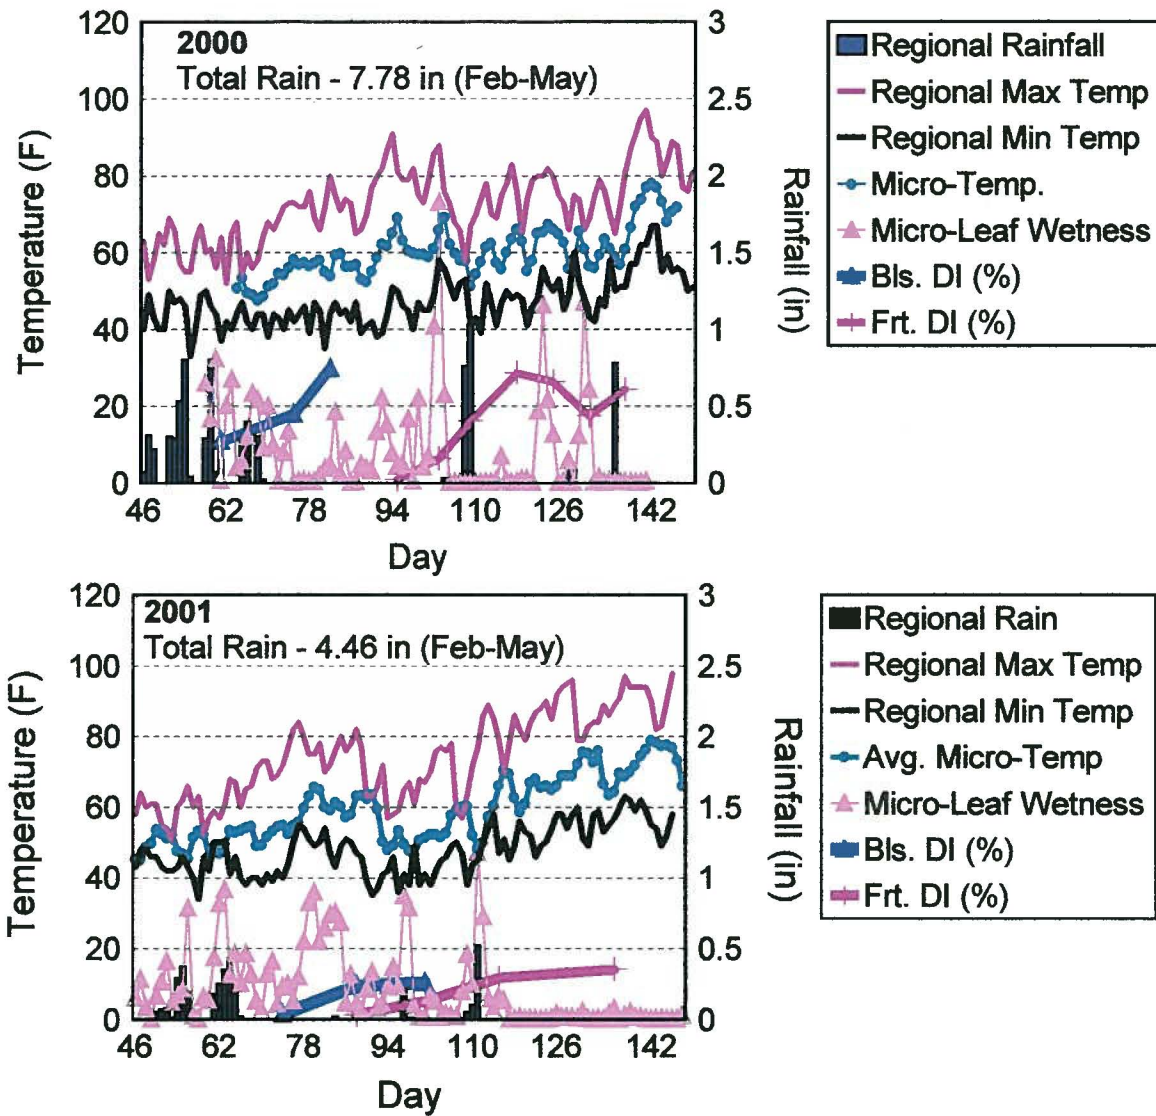 2000
Total Rain - 7.78 in (Feb-May)
120
100
80
60
40
20
0
Temperature (F)
3
2.5
2
1.5
1
0.5
0
Rainfall (in)
46 62 78 94 110 126 142
Day
Regional Rainfall
Regional Max Temp
Regional Min Temp
Micro-Temp.
Micro-Leaf Wetness
Bls. DI (%)
Frt. DI (%)
2001
Total Rain - 4.46 in (Feb-May)
120
100
80
60
40
20
0
Temperature (F)
3
2.5
2
1.5
1
0.5
0
Rainfall (in)
46 62 78 94 110 126 142
Day
Regional Rain
Regional Max Temp
Regional Min Temp
Avg. Micro-Temp
Micro-Leaf Wetness
Bls. DI (%)
Frt. DI (%)